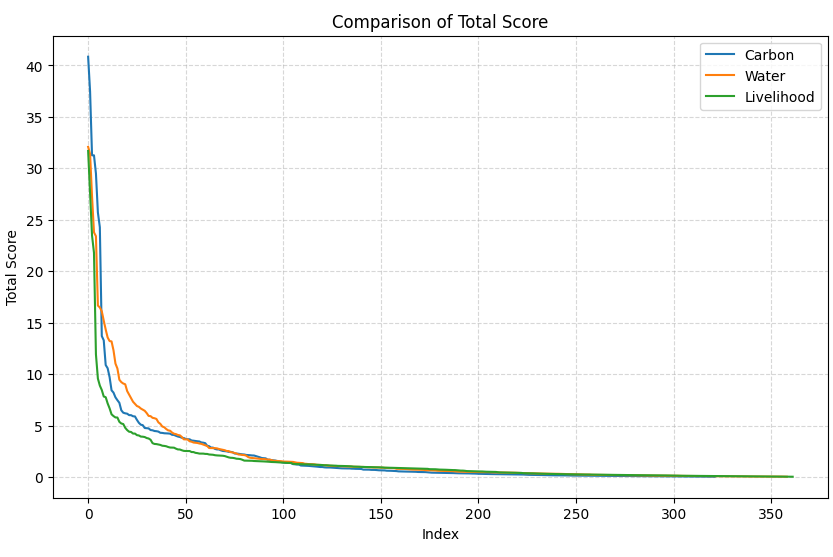 Comparison of Total Score
Carbon
Water
Livelihood
Total Score
40
35
30
25
20
15
10
5
0
0 50 100 150 200 250 300 350
Index